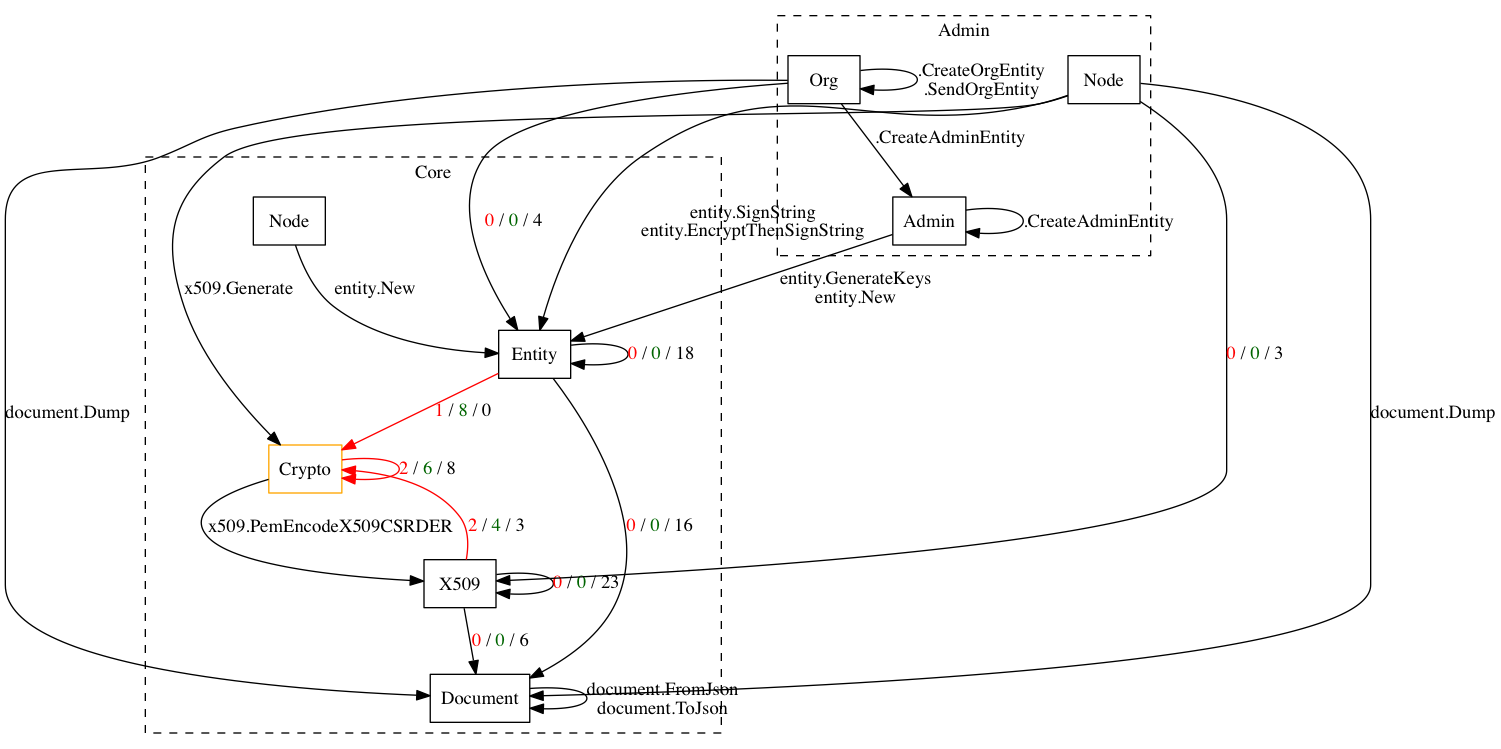 Admin
Org
.CreateOrgEntity
.SendOrgEntity
Node
.CreateAdminEntity
Core
Node
0 / 0 / 4
entity.SignString
entity.EncryptThenSignString
Admin
.CreateAdminEntity
x509.Generate
entity.New
entity.GenerateKeys
entity.New
Entity
0 / 0 / 18
0 / 0 / 3
document.Dump
1 / 8 / 0
document.Dump
Crypto
2 / 6 / 8
x509.PemEncodeX509CSRDER
2 / 4 / 3
0 / 0 / 16
X509
0 / 0 / 23
0 / 0 / 6
Document
document.FromJson
document.ToJson